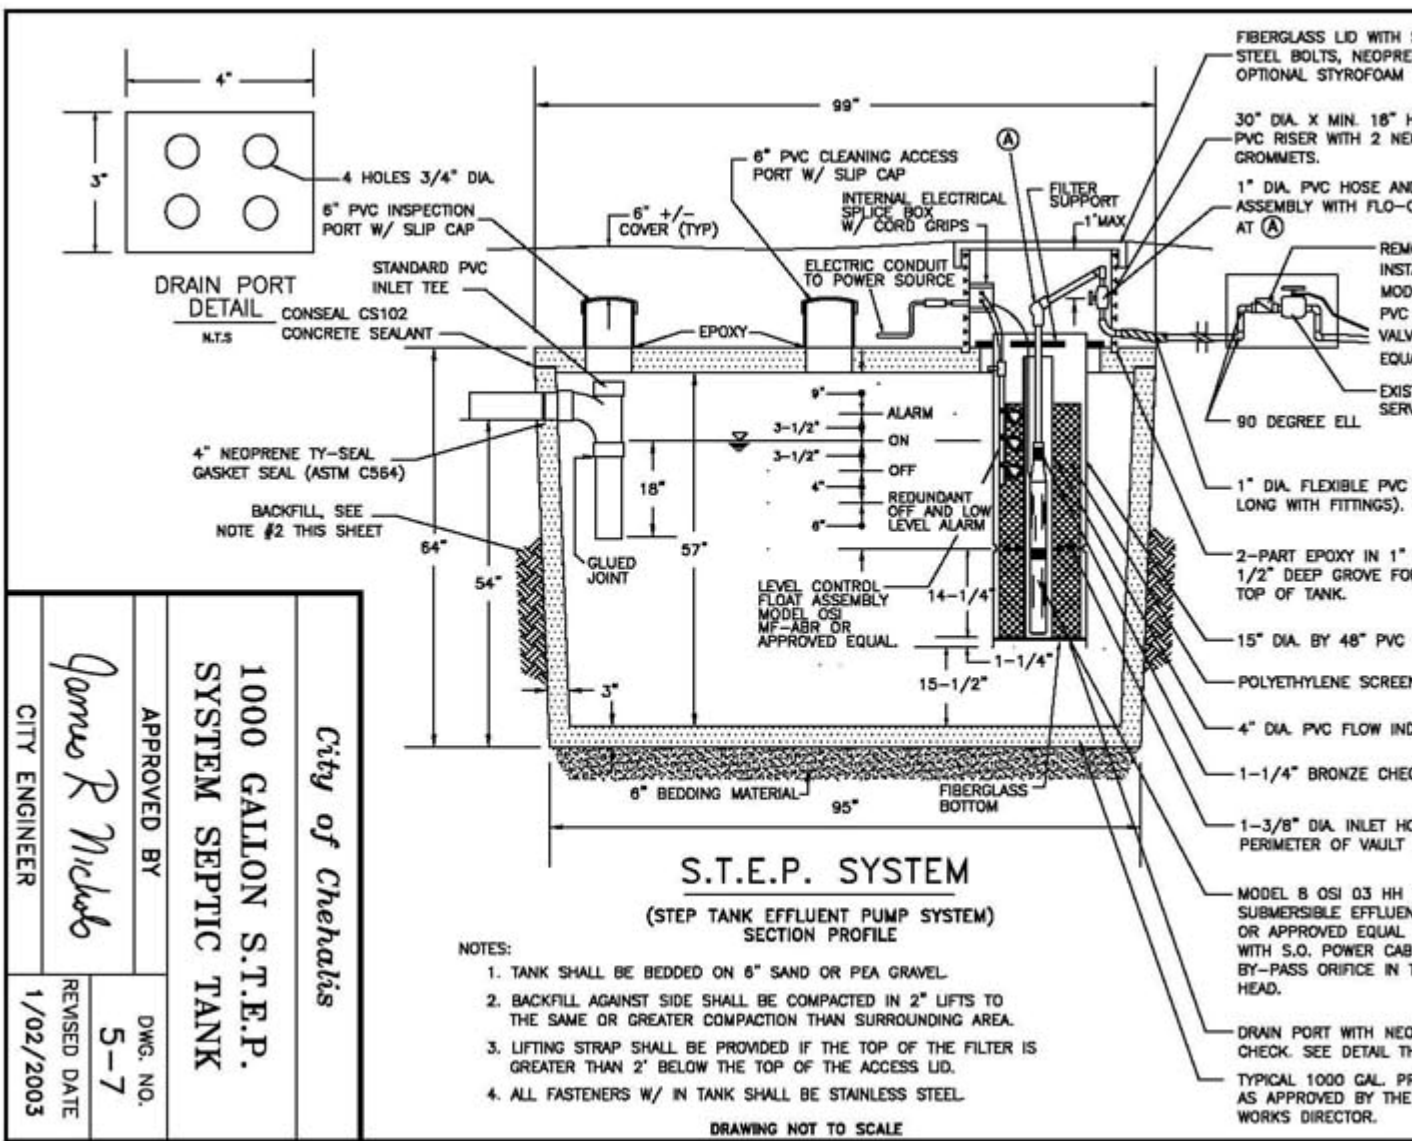 4"
3"
4 HOLES 3/4" DIA.
DRAIN PORT
DETAIL
N.T.S
6" PVC INSPECTION
PORT W/ SLIP CAP
STANDARD PVC
INLET TEE
CONSEAL CS102
CONCRETE SEALANT
4" NEOPRENE TY-SEAL
GASKET SEAL (ASTM C564)
BACKFILL, SEE
NOTE #2 THIS SHEET
99"
6" +/-
COVER (TYP)
6" PVC CLEANING ACCESS
PORT W/ SLIP CAP
INTERNAL ELECTRICAL
SPLICE BOX
W/ CORD GRIPS
ELECTRIC CONDUIT
TO POWER SOURCE
A
FILTER
SUPPORT
1"MAX
EPOXY
9"
ALARM
3-1/2"
ON
3-1/2"
OFF
4"
REDUNDANT
OFF AND LOW
LEVEL ALARM
6"
18"
64"
54"
57"
GLUED
JOINT
LEVEL CONTROL
FLOAT ASSEMBLY
MODEL OSI
MF-ABR OR
APPROVED EQUAL.
14-1/4"
1-1/4"
15-1/2"
3"
6" BEDDING MATERIAL
95"
FIBERGLASS
BOTTOM
FIBERGLASS LID WITH
STEEL BOLTS, NEOPRE
OPTIONAL STYROFOAM
30" DIA. X MIN. 18" H
PVC RISER WITH 2 NE
GROMMETS.
1" DIA. PVC HOSE AND
ASSEMBLY WITH FLO-C
AT A
REM
INSTA
MOD
PVC
VALV
EQUA
EXIS
SERV
90 DEGREE ELL
1" DIA. FLEXIBLE PVC
LONG WITH FITTINGS).
2-PART EPOXY IN 1"
1/2" DEEP GROVE FO
TOP OF TANK.
15" DIA. BY 48" PVC
POLYETHYLENE SCREEN
4" DIA. PVC FLOW IND
1-1/4" BRONZE CHEC
1-3/8" DIA. INLET HO
PERIMETER OF VAULT
MODEL 8 OSI 03 HH
SUBMERSIBLE EFFLUEN
OR APPROVED EQUAL
WITH S.O. POWER CAB
BY-PASS ORIFICE IN T
HEAD.
DRAIN PORT WITH NEO
CHECK. SEE DETAIL TH
TYPICAL 1000 GAL. PR
AS APPROVED BY THE
WORKS DIRECTOR.
S.T.E.P. SYSTEM
(STEP TANK EFFLUENT PUMP SYSTEM)
SECTION PROFILE
NOTES:
1. TANK SHALL BE BEDDED ON 6" SAND OR PEA GRAVEL.
2. BACKFILL AGAINST SIDE SHALL BE COMPACTED IN 2" LIFTS TO
THE SAME OR GREATER COMPACTION THAN SURROUNDING AREA.
3. LIFTING STRAP SHALL BE PROVIDED IF THE TOP OF THE FILTER IS
GREATER THAN 2' BELOW THE TOP OF THE ACCESS LID.
4. ALL FASTENERS W/ IN TANK SHALL BE STAINLESS STEEL.
DRAWING NOT TO SCALE
City of Chehalis
1000 GALLON S.T.E.P.
SYSTEM SEPTIC TANK
APPROVED BY
James R Nichols
CITY ENGINEER
DWG. NO.
5-7
REVISED DATE
1/02/2003